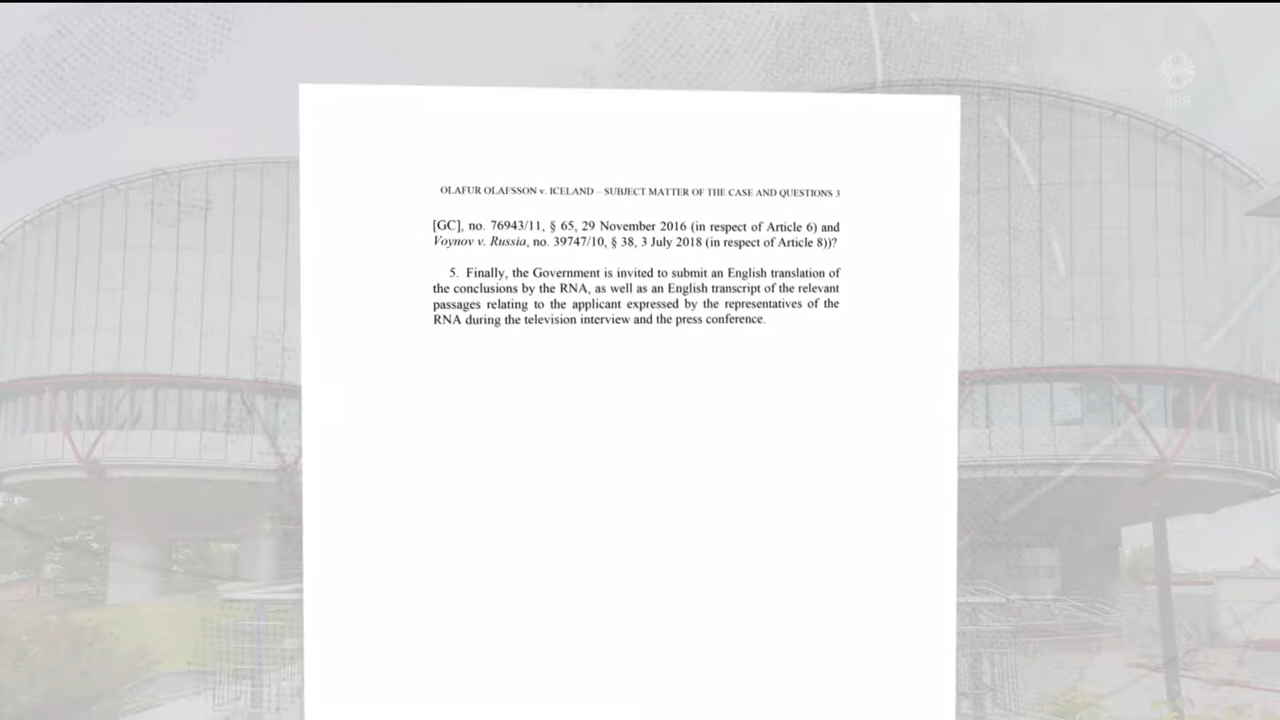 OLAFUR OLAFSSON v. ICELAND – SUBJECT MATTER OF THE CASE AND QUESTIONS 3
[GC], no. 76943/11, § 65, 29 November 2016 (in respect of Article 6) and
Voynov v. Russia, no. 39747/10, § 38, 3 July 2018 (in respect of Article 8))?
5. Finally, the Government is invited to submit an English translation of
the conclusions by the RNA, as well as an English transcript of the relevant
passages relating to the applicant expressed by the representatives of the
RNA during the television interview and the press conference.